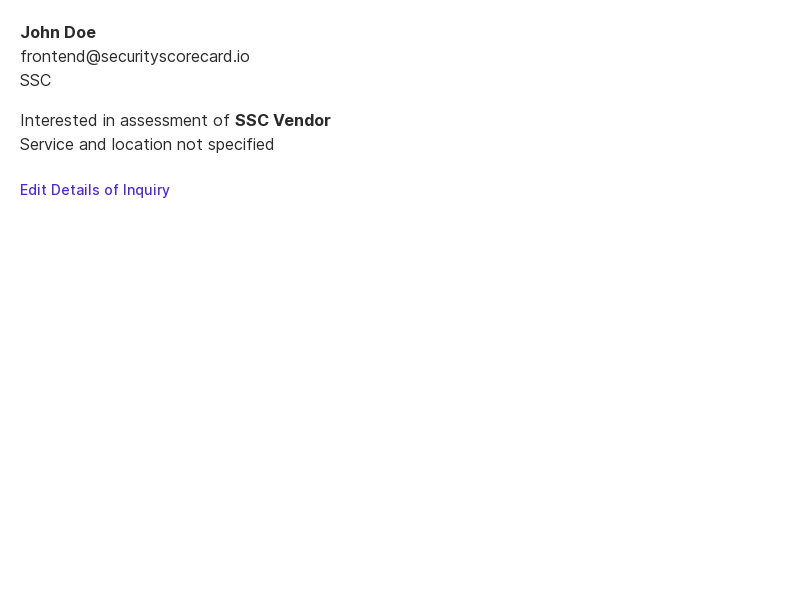 John Doe
frontend@securityscorecard.io
SSC
Interested in assessment of SSC Vendor
Service and location not specified
Edit Details of Inquiry